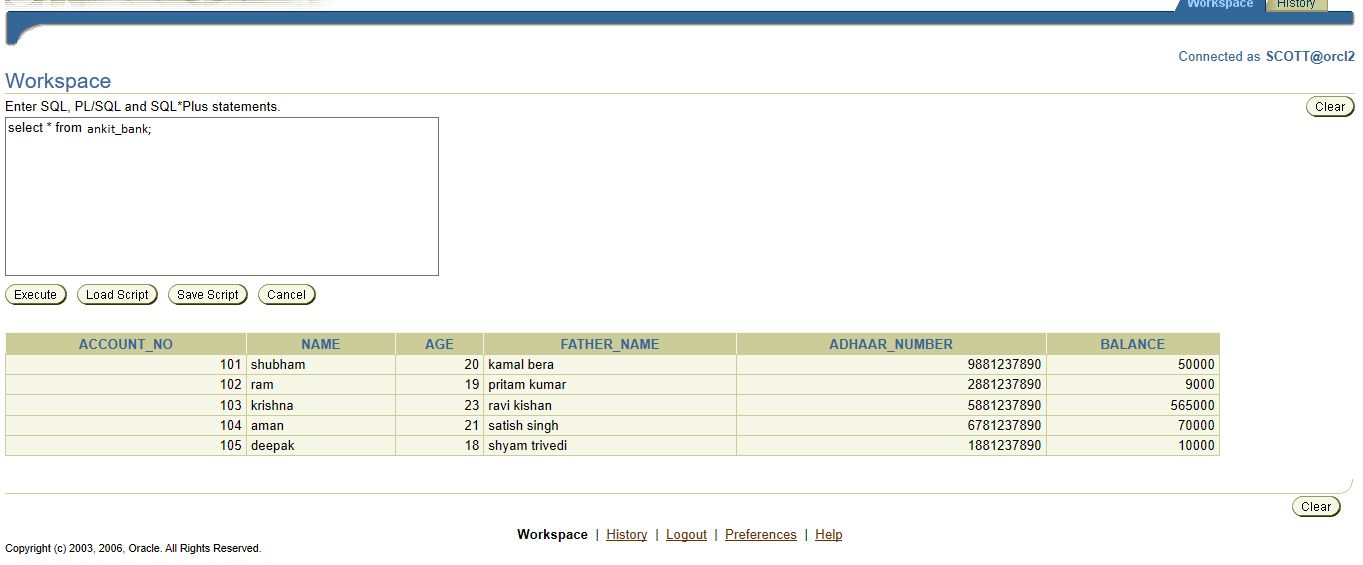 Workspace History
Connected as SCOTT@orcl2
Workspace
Enter SQL, PL/SQL and SQL*Plus statements.
Clear
select * from ankit_bank;
Execute Load Script Save Script Cancel
ACCOUNT_NO NAME AGE FATHER_NAME ADHAAR_NUMBER BALANCE
101 shubham 20 kamal bera 9881237890 50000
102 ram 19 pritam kumar 2881237890 9000
103 krishna 23 ravi kishan 5881237890 565000
104 aman 21 satish singh 6781237890 70000
105 deepak 18 shyam trivedi 1881237890 10000
Clear
Workspace | History | Logout | Preferences | Help
Copyright (c) 2003, 2006, Oracle. All Rights Reserved.